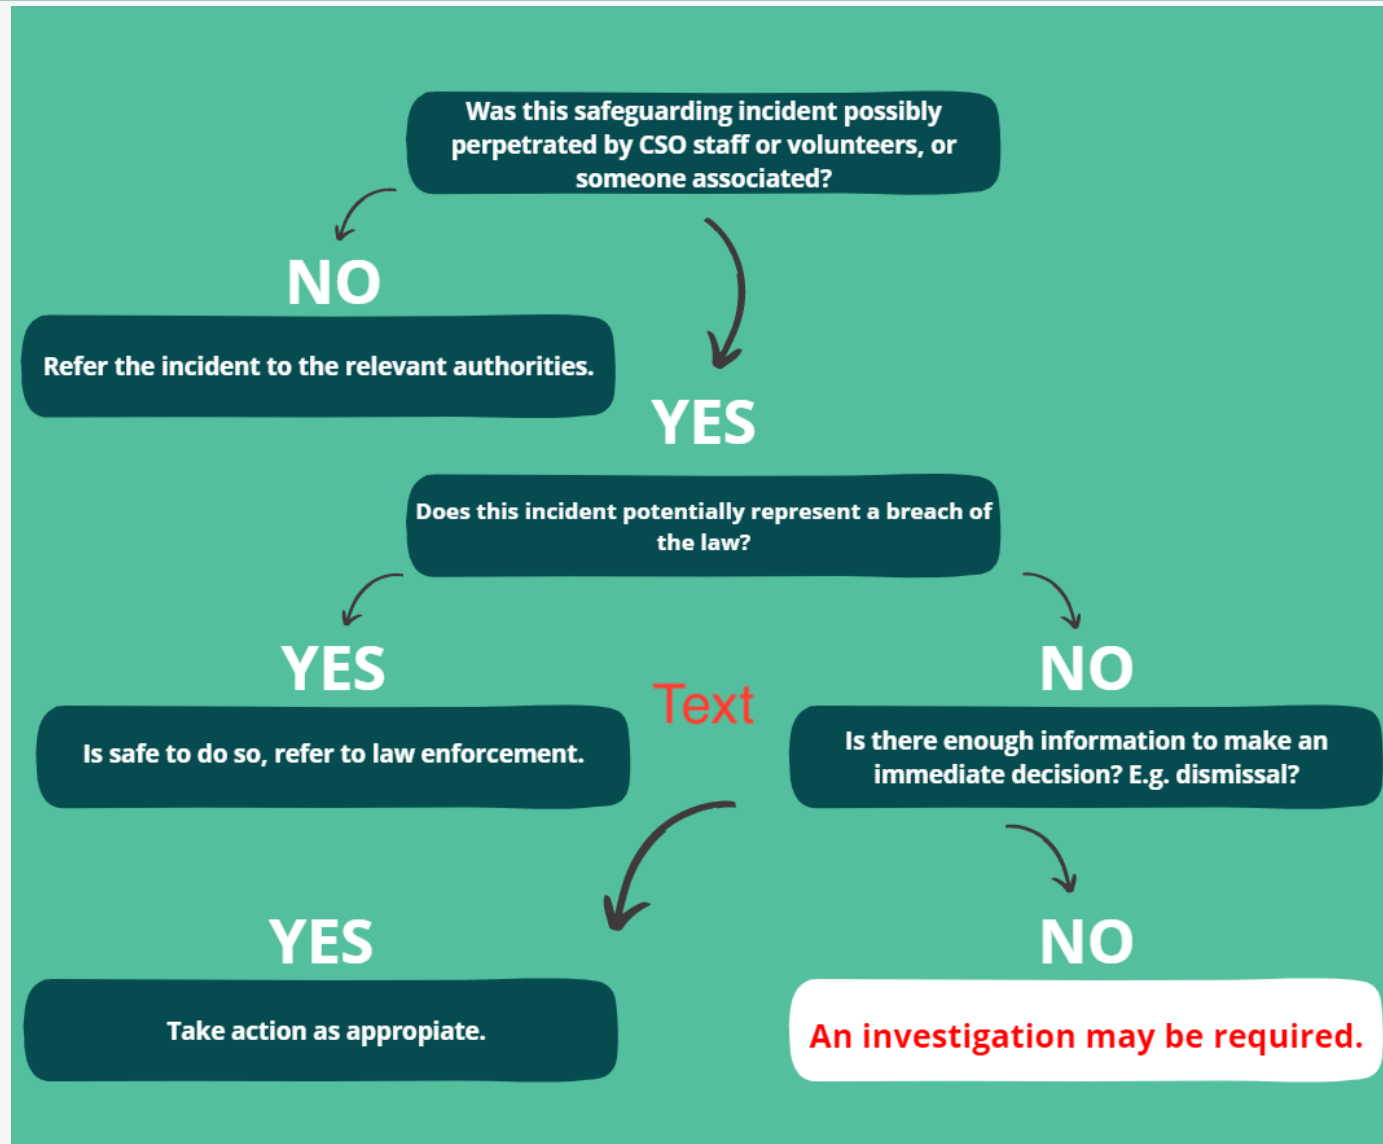 Was this safeguarding incident possibly
perpetrated by CSO staff or volunteers, or
someone associated?
NO
Refer the incident to the relevant authorities.
YES
Does this incident potentially represent a breach of
the law?
YES
NO
Text
Is safe to do so, refer to law enforcement.
Is there enough information to make an
immediate decision? E.g. dismissal?
YES
NO
Take action as appropiate.
An investigation may be required.